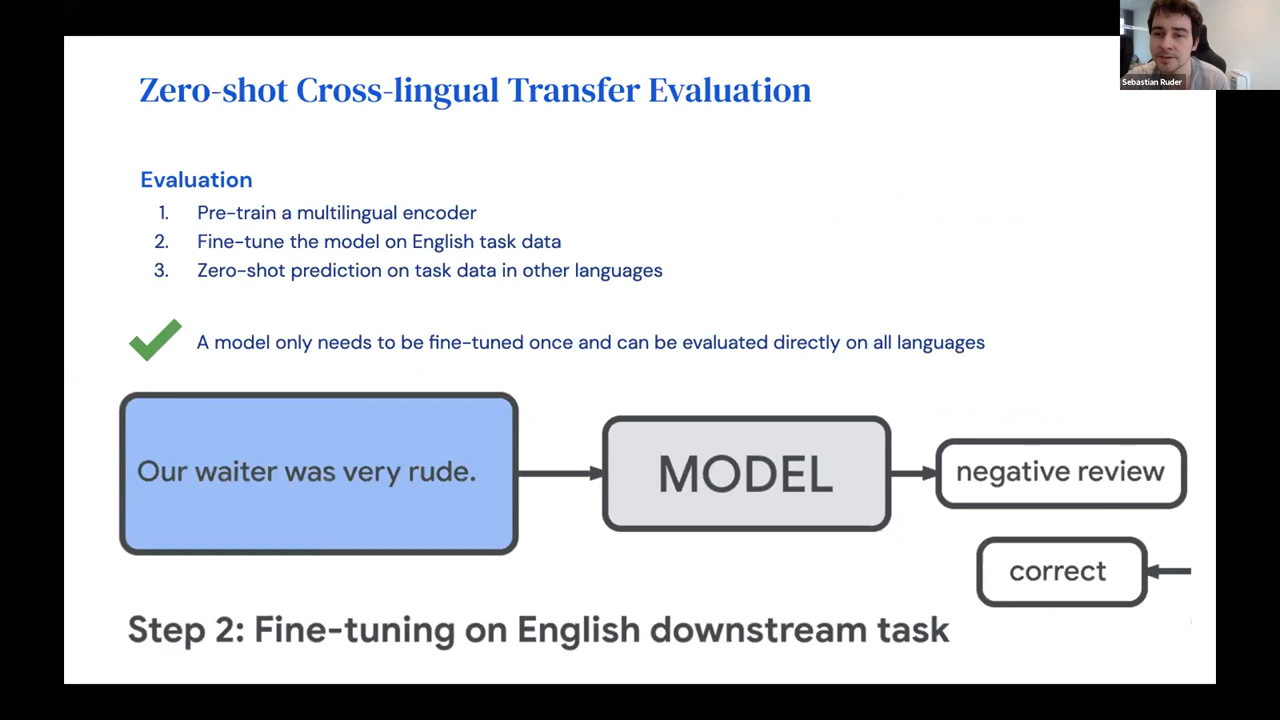 Sebastian Ruder
Zero-shot Cross-lingual Transfer Evaluation
Evaluation
1. Pre-train a multilingual encoder
2. Fine-tune the model on English task data
3. Zero-shot prediction on task data in other languages
A model only needs to be fine-tuned once and can be evaluated directly on all languages
Our waiter was very rude.
MODEL
negative review
correct
Step 2: Fine-tuning on English downstream task